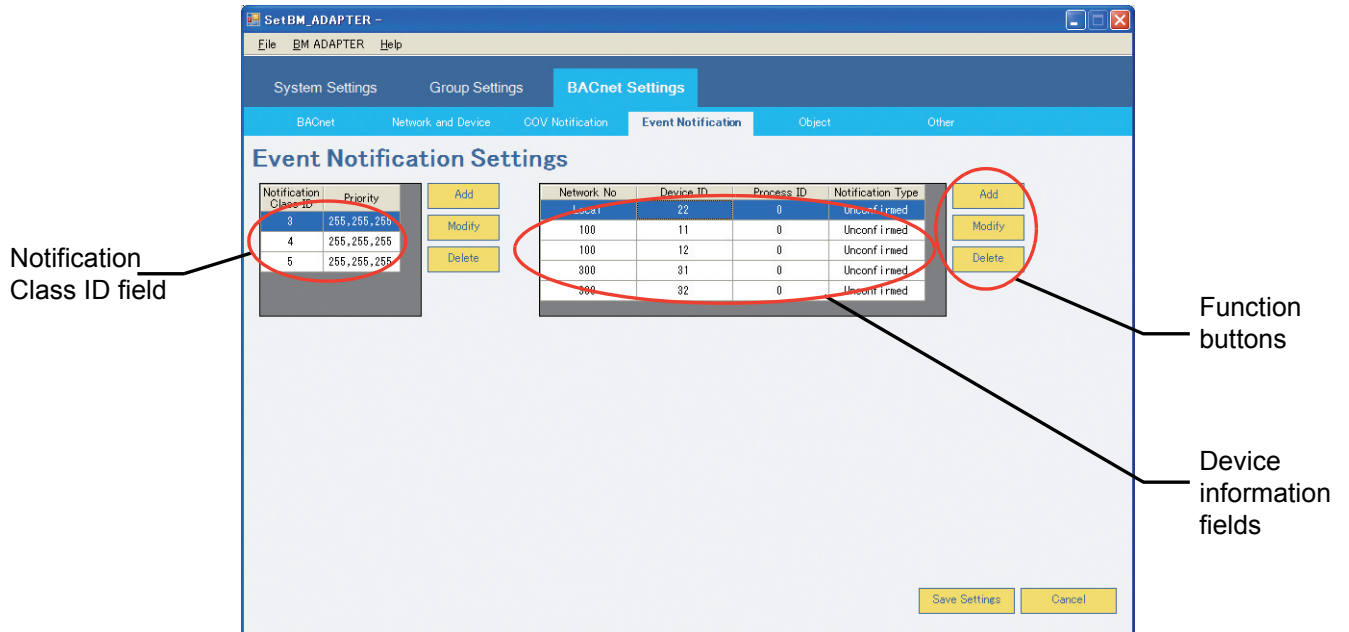 SetBM_ADAPTER -
File BM ADAPTER Help
System Settings Group Settings BACnet Settings
BACnet Network and Device COV Notification Event Notification Object Other
Event Notification Settings
Notification Class ID Priority
3 255,255,255
4 255,255,255
5 255,255,255
Add
Modify
Delete
Network No Device ID Process ID Notification Type
Local 22 0 Unconfirmed
100 11 0 Unconfirmed
100 12 0 Unconfirmed
300 31 0 Unconfirmed
300 32 0 Unconfirmed
Add
Modify
Delete
Notification
Class ID field
Function
buttons
Device
information
fields
Save Settings Cancel